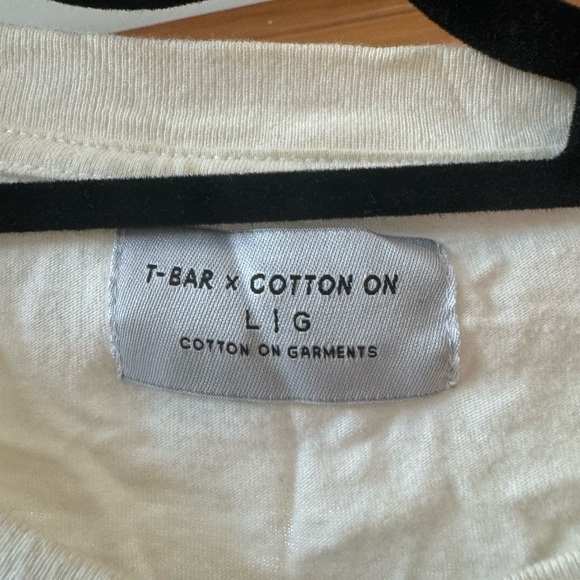 T-BAR x COTTON ON
L | G
COTTON ON GARMENTS